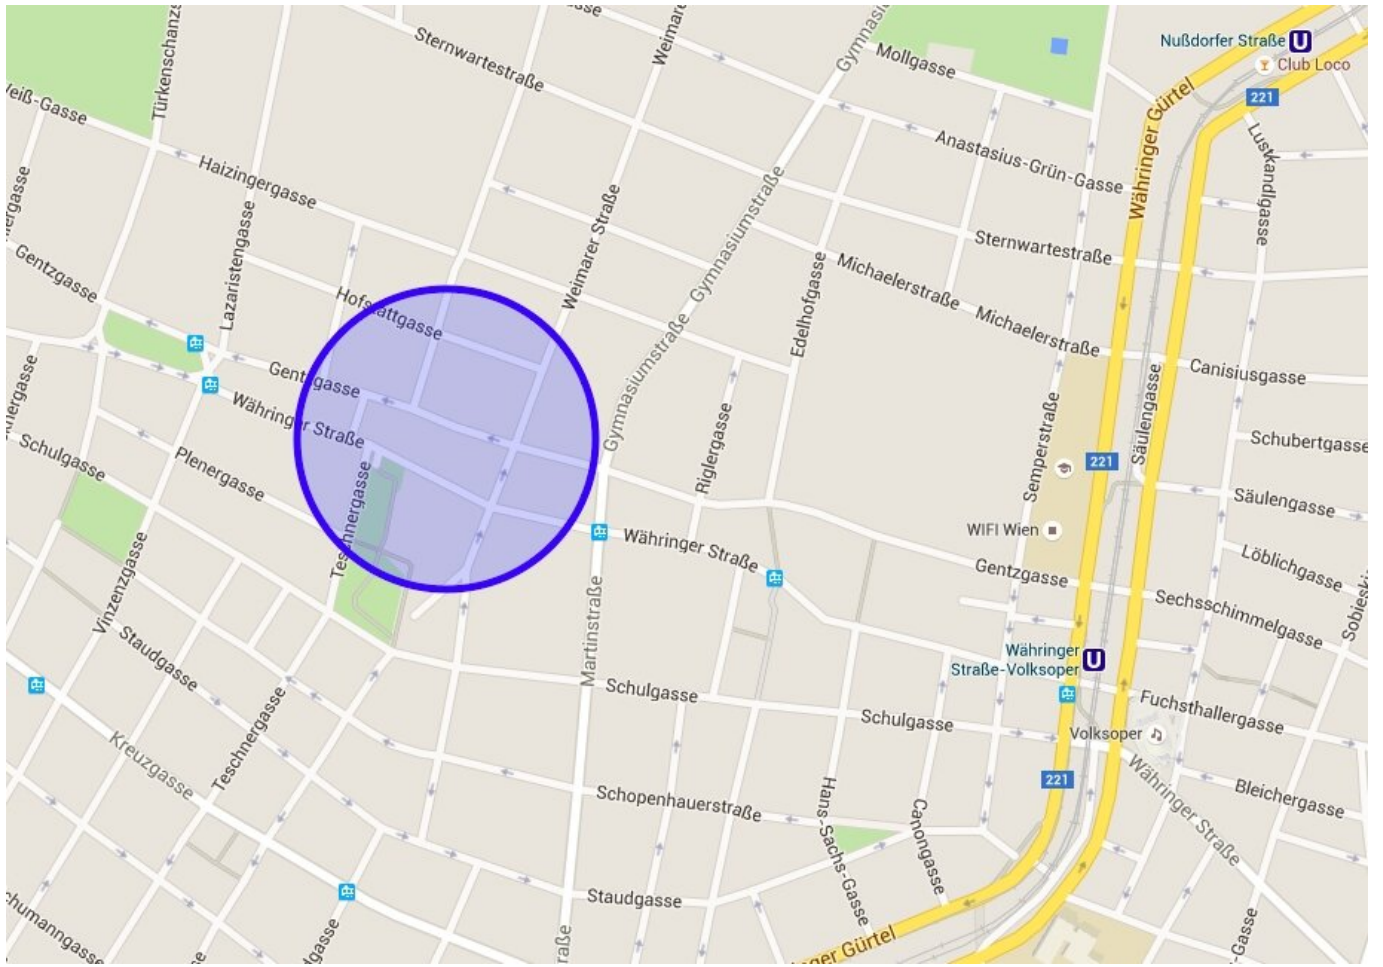 Nußdorfer Straße
U
Club Loco
221
Sternwartestraße
Mollgasse
Anastasius-Grün-Gasse
Währinger Gürtel
Lustkandlgasse
Haizingergasse
Lazaristengasse
Gentzgasse
Weimarer Straße
Gymnasiumstraße
Gymnasiumstraße
Edelhofgasse
Michaelerstraße
Michaelerstraße
Sternwartestraße
Hofstattgasse
Gentzgasse
Währinger Straße
Canisiusgasse
Säulengasse
Schubertgasse
Semperstraße
221
Säulengasse
Schulgasse
Plenergasse
Teschnergasse
Riglergasse
WIFI Wien
Währinger Straße
Gentzgasse
Löblichgasse
Sechsschimmelgasse
Vinzenzgasse
Staudgasse
Martinstraße
Währinger
Straße-Volksoper
U
Schulgasse
Schulgasse
Fuchsthallergasse
Volksoper
Teschnergasse
Kreuzgasse
221
Währinger Straße
Bleichergasse
Schopenhauerstraße
Hans-Sachs-Gasse
Canongasse
Staudgasse